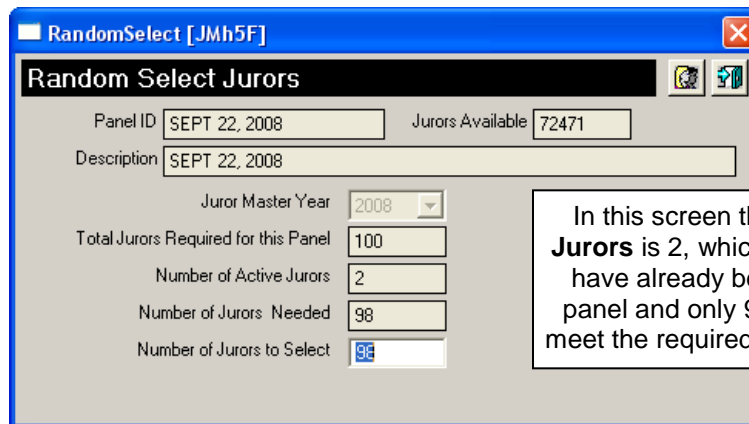 RandomSelect [JMh5F]
Random Select Jurors
Panel ID SEPT 22, 2008 Jurors Available 72471
Description SEPT 22, 2008
Juror Master Year 2008
Total Jurors Required for this Panel 100
Number of Active Jurors 2
Number of Jurors Needed 98
Number of Jurors to Select 98
In this screen
Jurors is 2,
have already
panel and only
meet the required